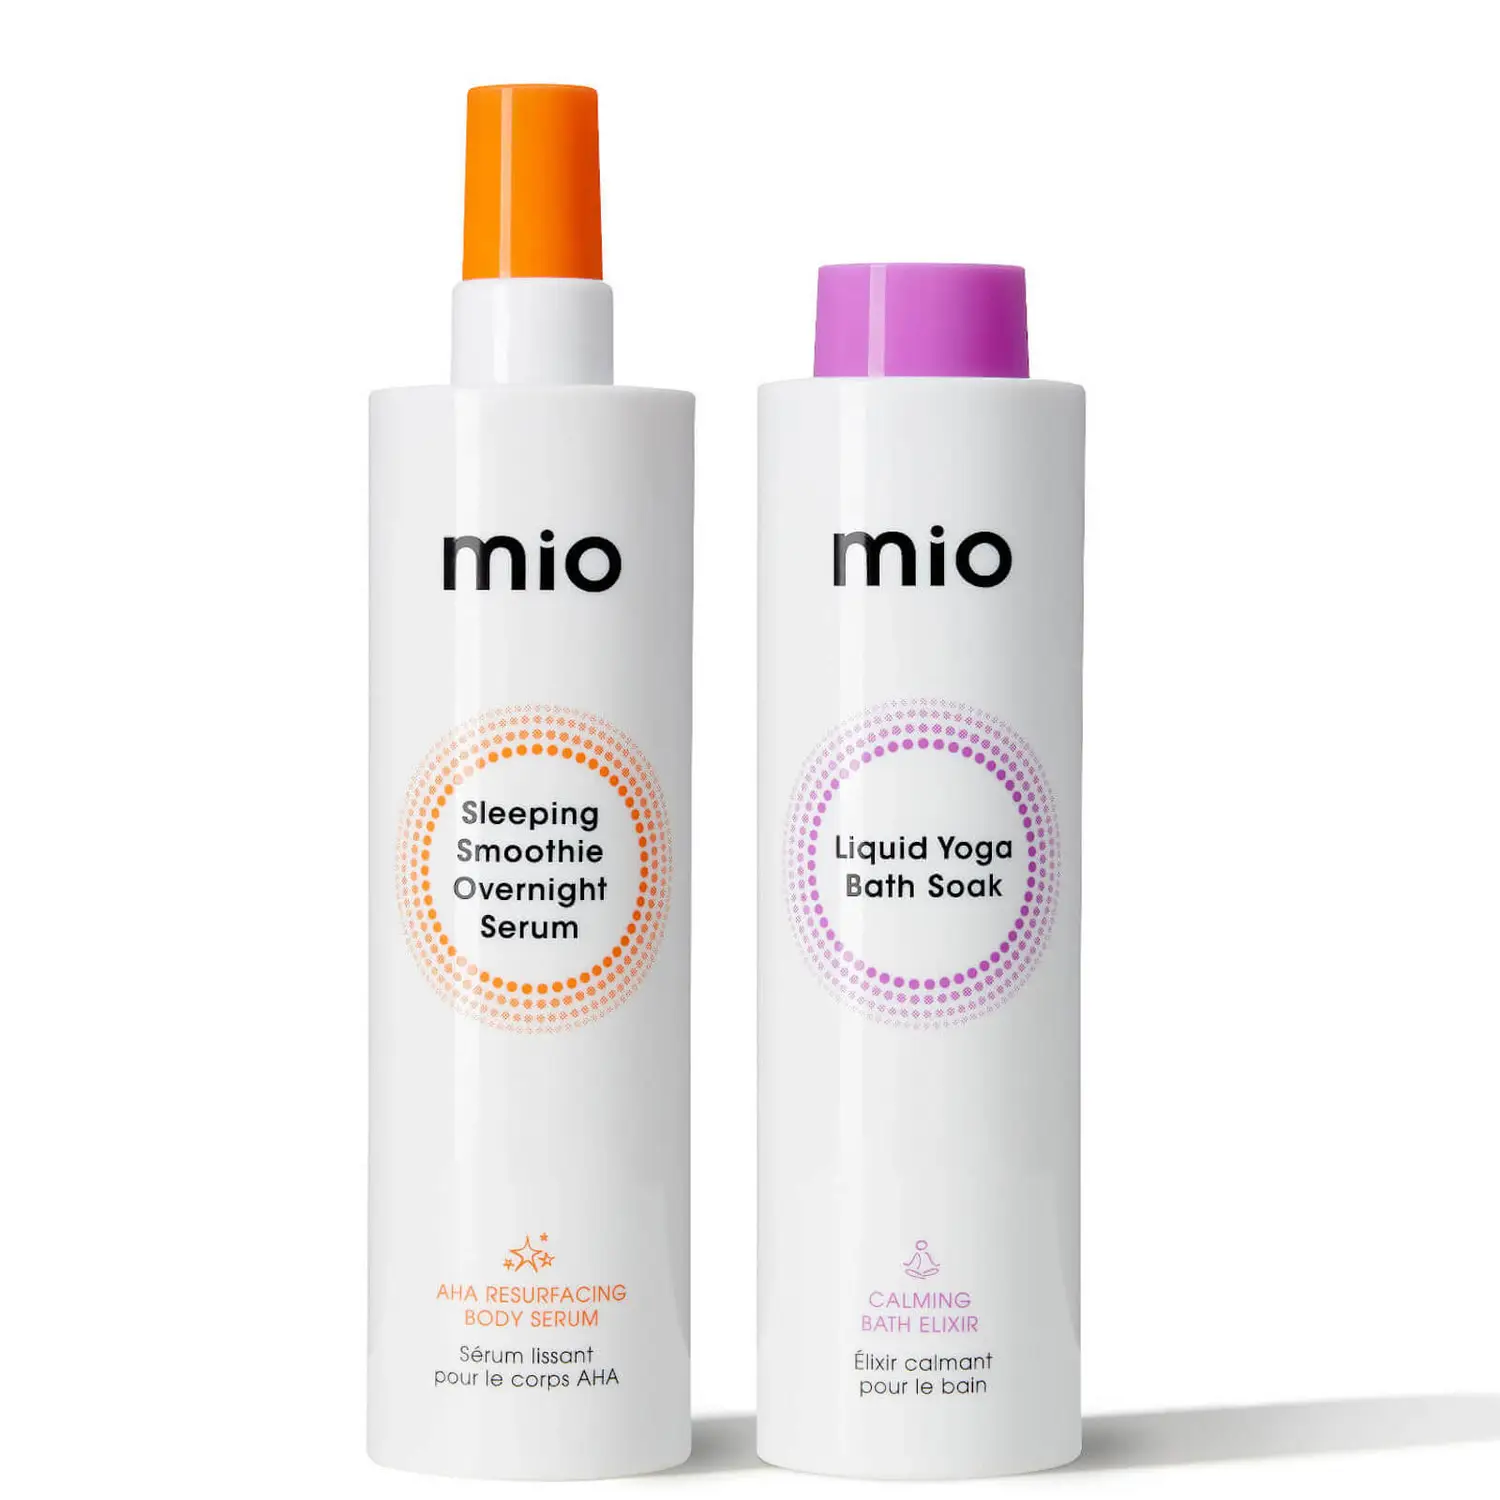 mio
Sleeping
Smoothie
Overnight
Serum
AHA RESURFACING
BODY SERUM
Sérum lissant
pour le corps AHA
mio
Liquid Yoga
Bath Soak
CALMING
BATH ELIXIR
Élixir calmant
pour le bain